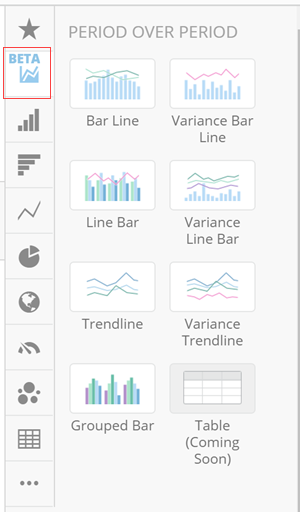 PERIOD OVER PERIOD
BETA
Bar Line
Variance Bar
Line
Line Bar
Variance
Line Bar
Trendline
Variance
Trendline
Grouped Bar
Table
(Coming
Soon)